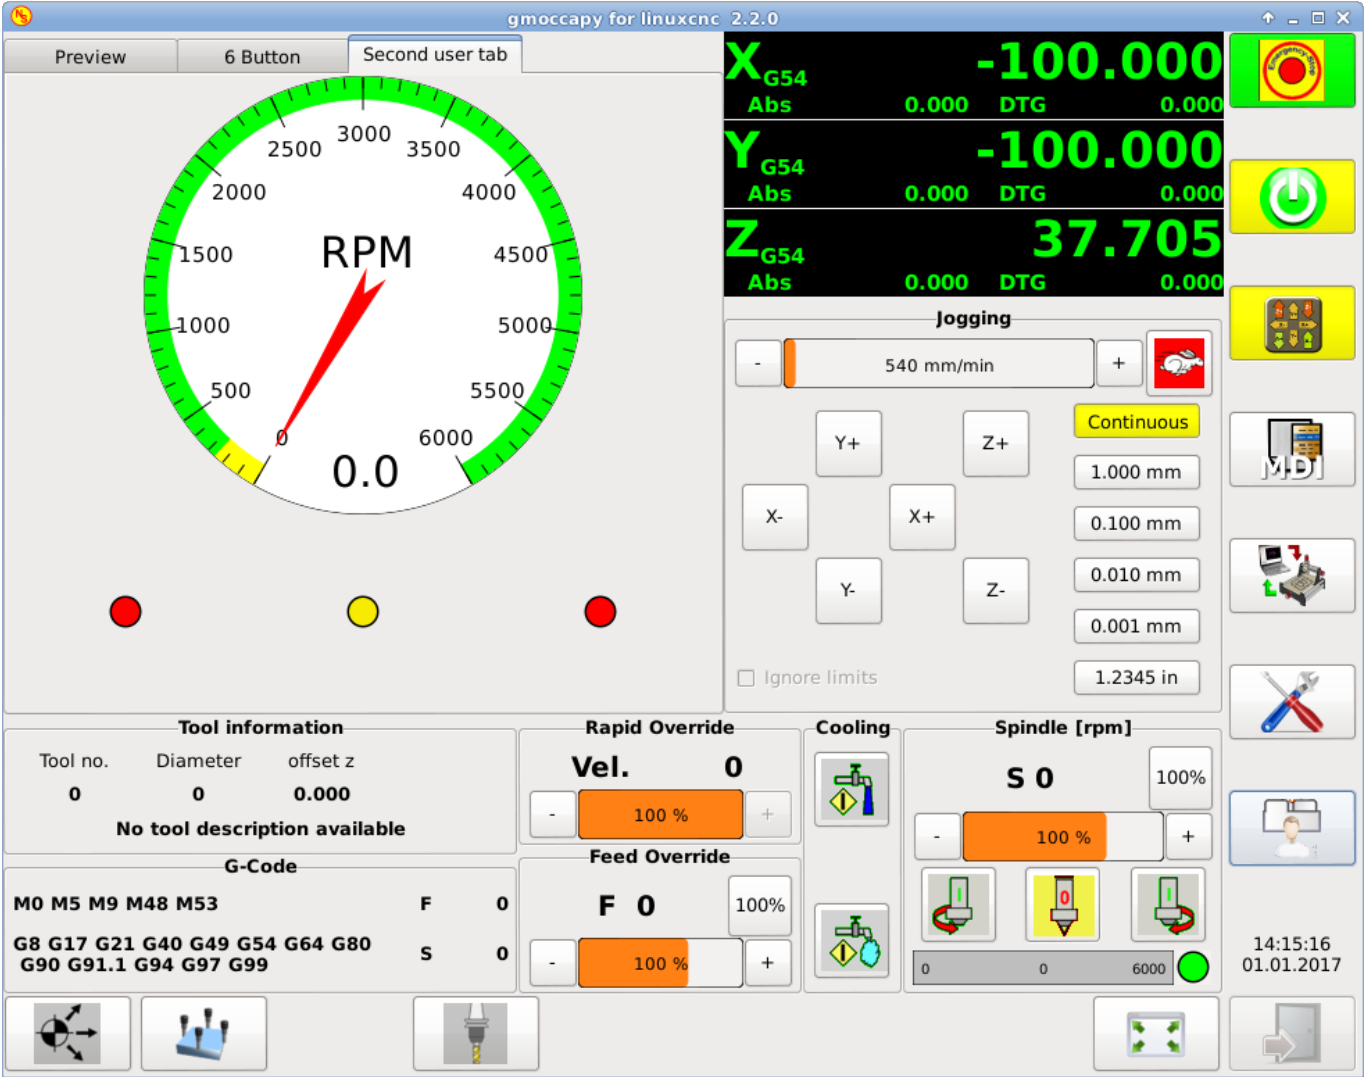 gmoccapy for linuxcnc 2.2.0
Preview
6 Button
Second user tab
3000
2500
3500
2000
4000
1500
4500
RPM
1000
5000
500
5500
0
6000
0.0
X G54 -100.000
Abs 0.000 DTG 0.000
Y G54 -100.000
Abs 0.000 DTG 0.000
Z G54 37.705
Abs 0.000 DTG 0.000
Emergency-Stop
Jogging
- 540 mm/min +
Continuous
Y+ Z+
1.000 mm
X- X+
0.100 mm
Y- Z-
0.010 mm
0.001 mm
Ignore limits
1.2345 in
MDI
Tool information
Tool no. Diameter offset z
0 0 0.000
No tool description available
G-Code
M0 M5 M9 M48 M53 F 0
G8 G17 G21 G40 G49 G54 G64 G80 S 0
G90 G91.1 G94 G97 G99
Rapid Override
Vel. 0
- 100 % +
Feed Override
F 0 100%
- 100 % +
Cooling
Spindle [rpm]
S 0 100%
- 100 % +
I 0 I
0 0 6000
14:15:16
01.01.2017